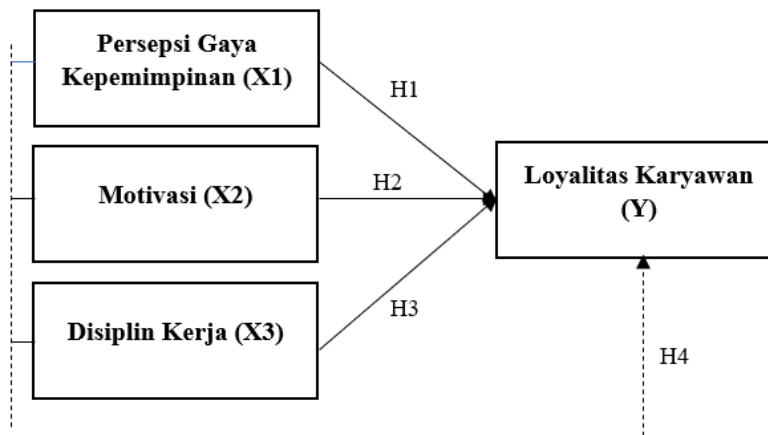 Persepsi Gaya
Kepemimpinan (X1)
H1
Motivasi (X2)
H2
Loyalitas Karyawan
(Y)
Disiplin Kerja (X3)
H3
H4